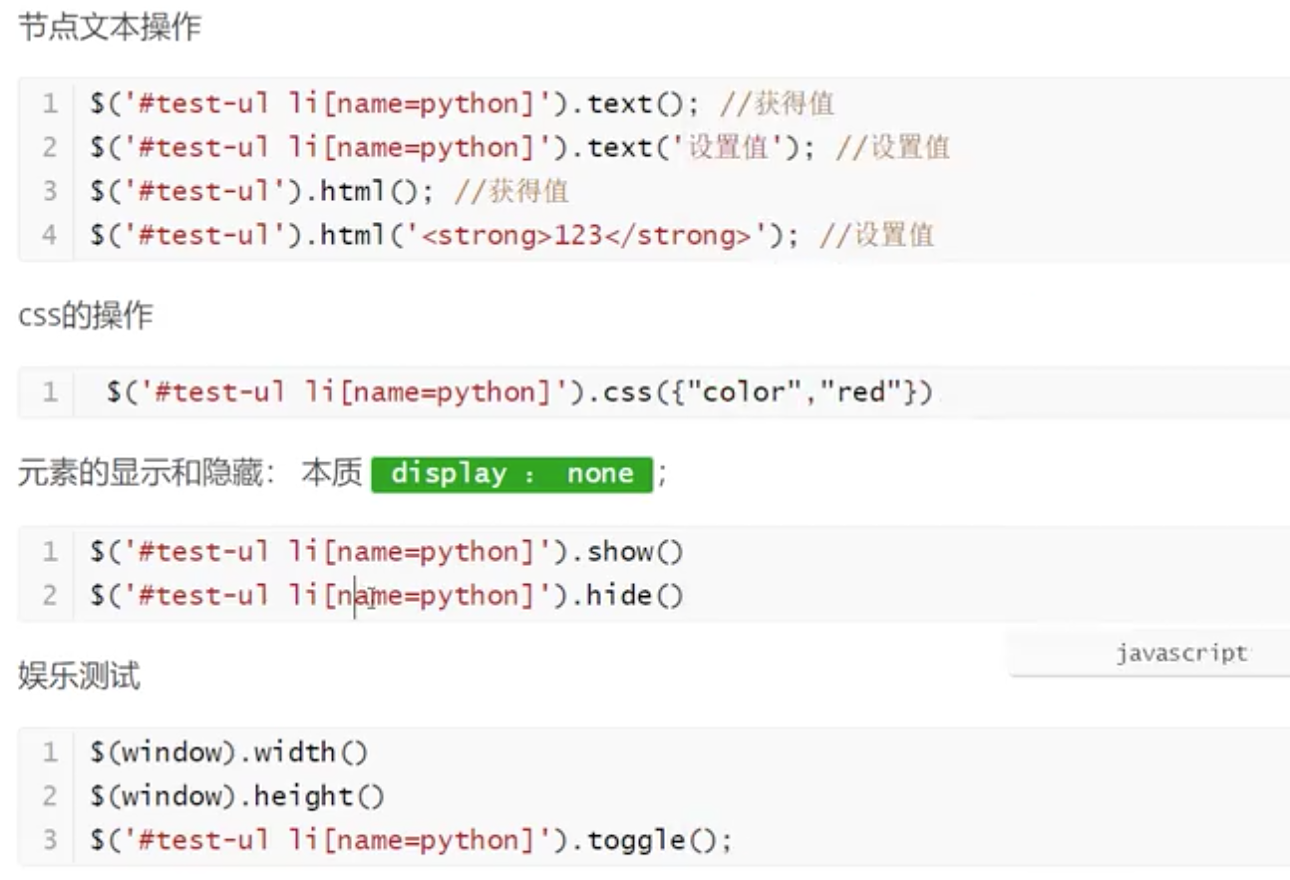 节点文本操作
1 $('#test-ul li[name=python]').text(); //获得值
2 $('#test-ul li[name=python]').text('设置值'); //设置值
3 $('#test-ul').html(); //获得值
4 $('#test-ul').html('<strong>123</strong>'); //设置值
css的操作
1 $('#test-ul li[name=python]').css({"color","red"})
元素的显示和隐藏： 本质 display : none ;
1 $('#test-ul li[name=python]').show()
2 $('#test-ul li[name=python]').hide()
javascript
娱乐测试
1 $(window).width()
2 $(window).height()
3 $('#test-ul li[name=python]').toggle();